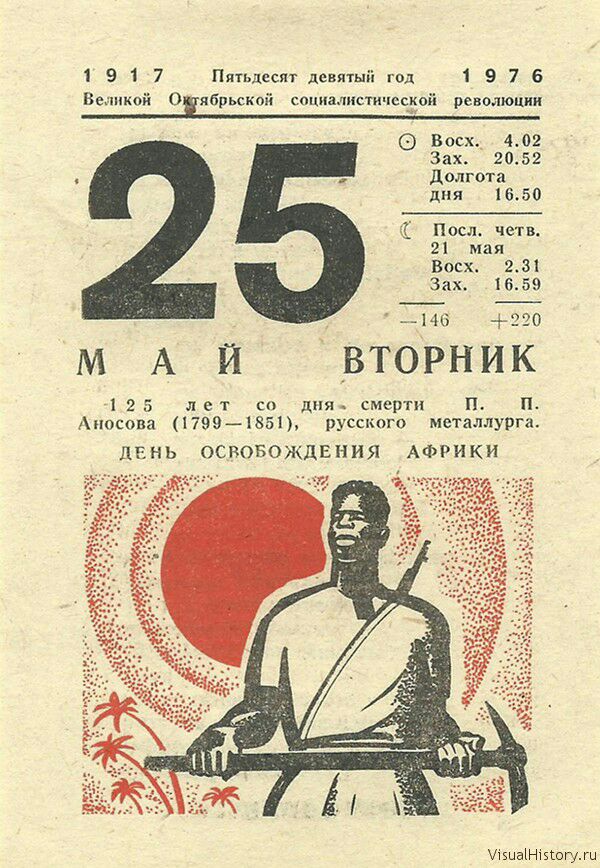 1917 Пятьдесят девятый год 1976
Великой Октябрьской социалистической революции
25
Восх. 4.02
Зах. 20.52
Долгота
дня 16.50
Посл. четв.
21 мая
Восх. 2.31
Зах. 16.59
—146 +220
МАЙ ВТОРНИК
125 лет со дня смерти П. П.
Аносова (1799—1851), русского металлурга.
ДЕНЬ ОСВОБОЖДЕНИЯ АФРИКИ
VisualHistory.ru